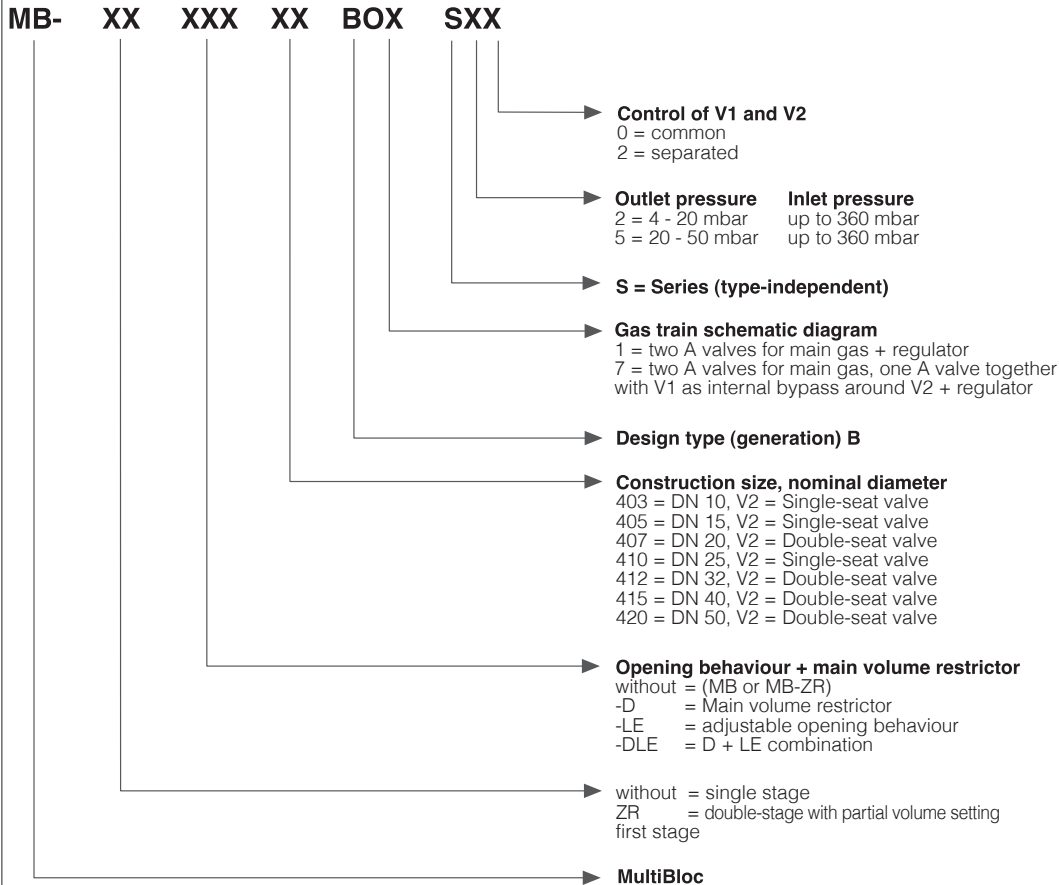 MB- XX XXX XX BOX SXX
Control of V1 and V2
0 = common
2 = separated
Outlet pressure Inlet pressure
2 = 4 - 20 mbar up to 360 mbar
5 = 20 - 50 mbar up to 360 mbar
S = Series (type-independent)
Gas train schematic diagram
1 = two A valves for main gas + regulator
7 = two A valves for main gas, one A valve together
with V1 as internal bypass around V2 + regulator
Design type (generation) B
Construction size, nominal diameter
403 = DN 10, V2 = Single-seat valve
405 = DN 15, V2 = Single-seat valve
407 = DN 20, V2 = Double-seat valve
410 = DN 25, V2 = Single-seat valve
412 = DN 32, V2 = Double-seat valve
415 = DN 40, V2 = Double-seat valve
420 = DN 50, V2 = Double-seat valve
Opening behaviour + main volume restrictor
without = (MB or MB-ZR)
-D = Main volume restrictor
-LE = adjustable opening behaviour
-DLE = D + LE combination
without = single stage
ZR = double-stage with partial volume setting
first stage
MultiBloc